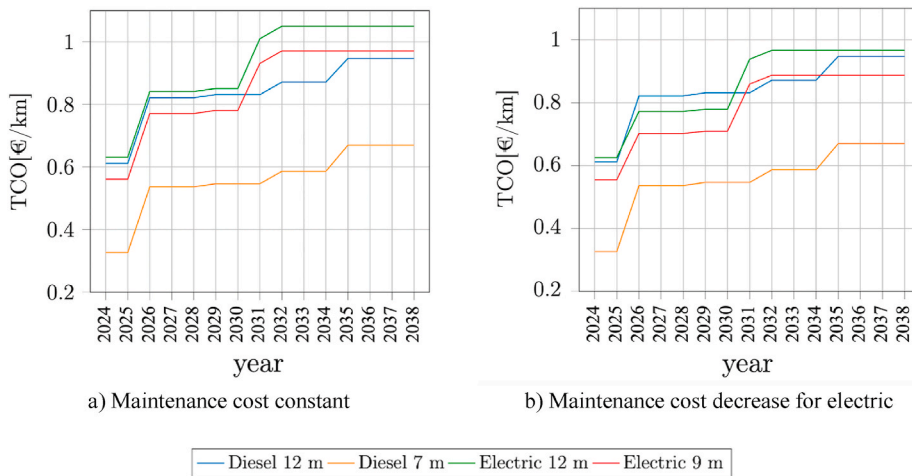 1
0.8
0.6
0.4
0.2
TCO[€/km]
2024 2025 2026 2027 2028 2029 2030 2031 2032 2033 2034 2035 2036 2037 2038
year
a) Maintenance cost constant
1
0.8
0.6
0.4
0.2
TCO[€/km]
2024 2025 2026 2027 2028 2029 2030 2031 2032 2033 2034 2035 2036 2037 2038
year
b) Maintenance cost decrease for electric
Diesel 12 m Diesel 7 m Electric 12 m Electric 9 m